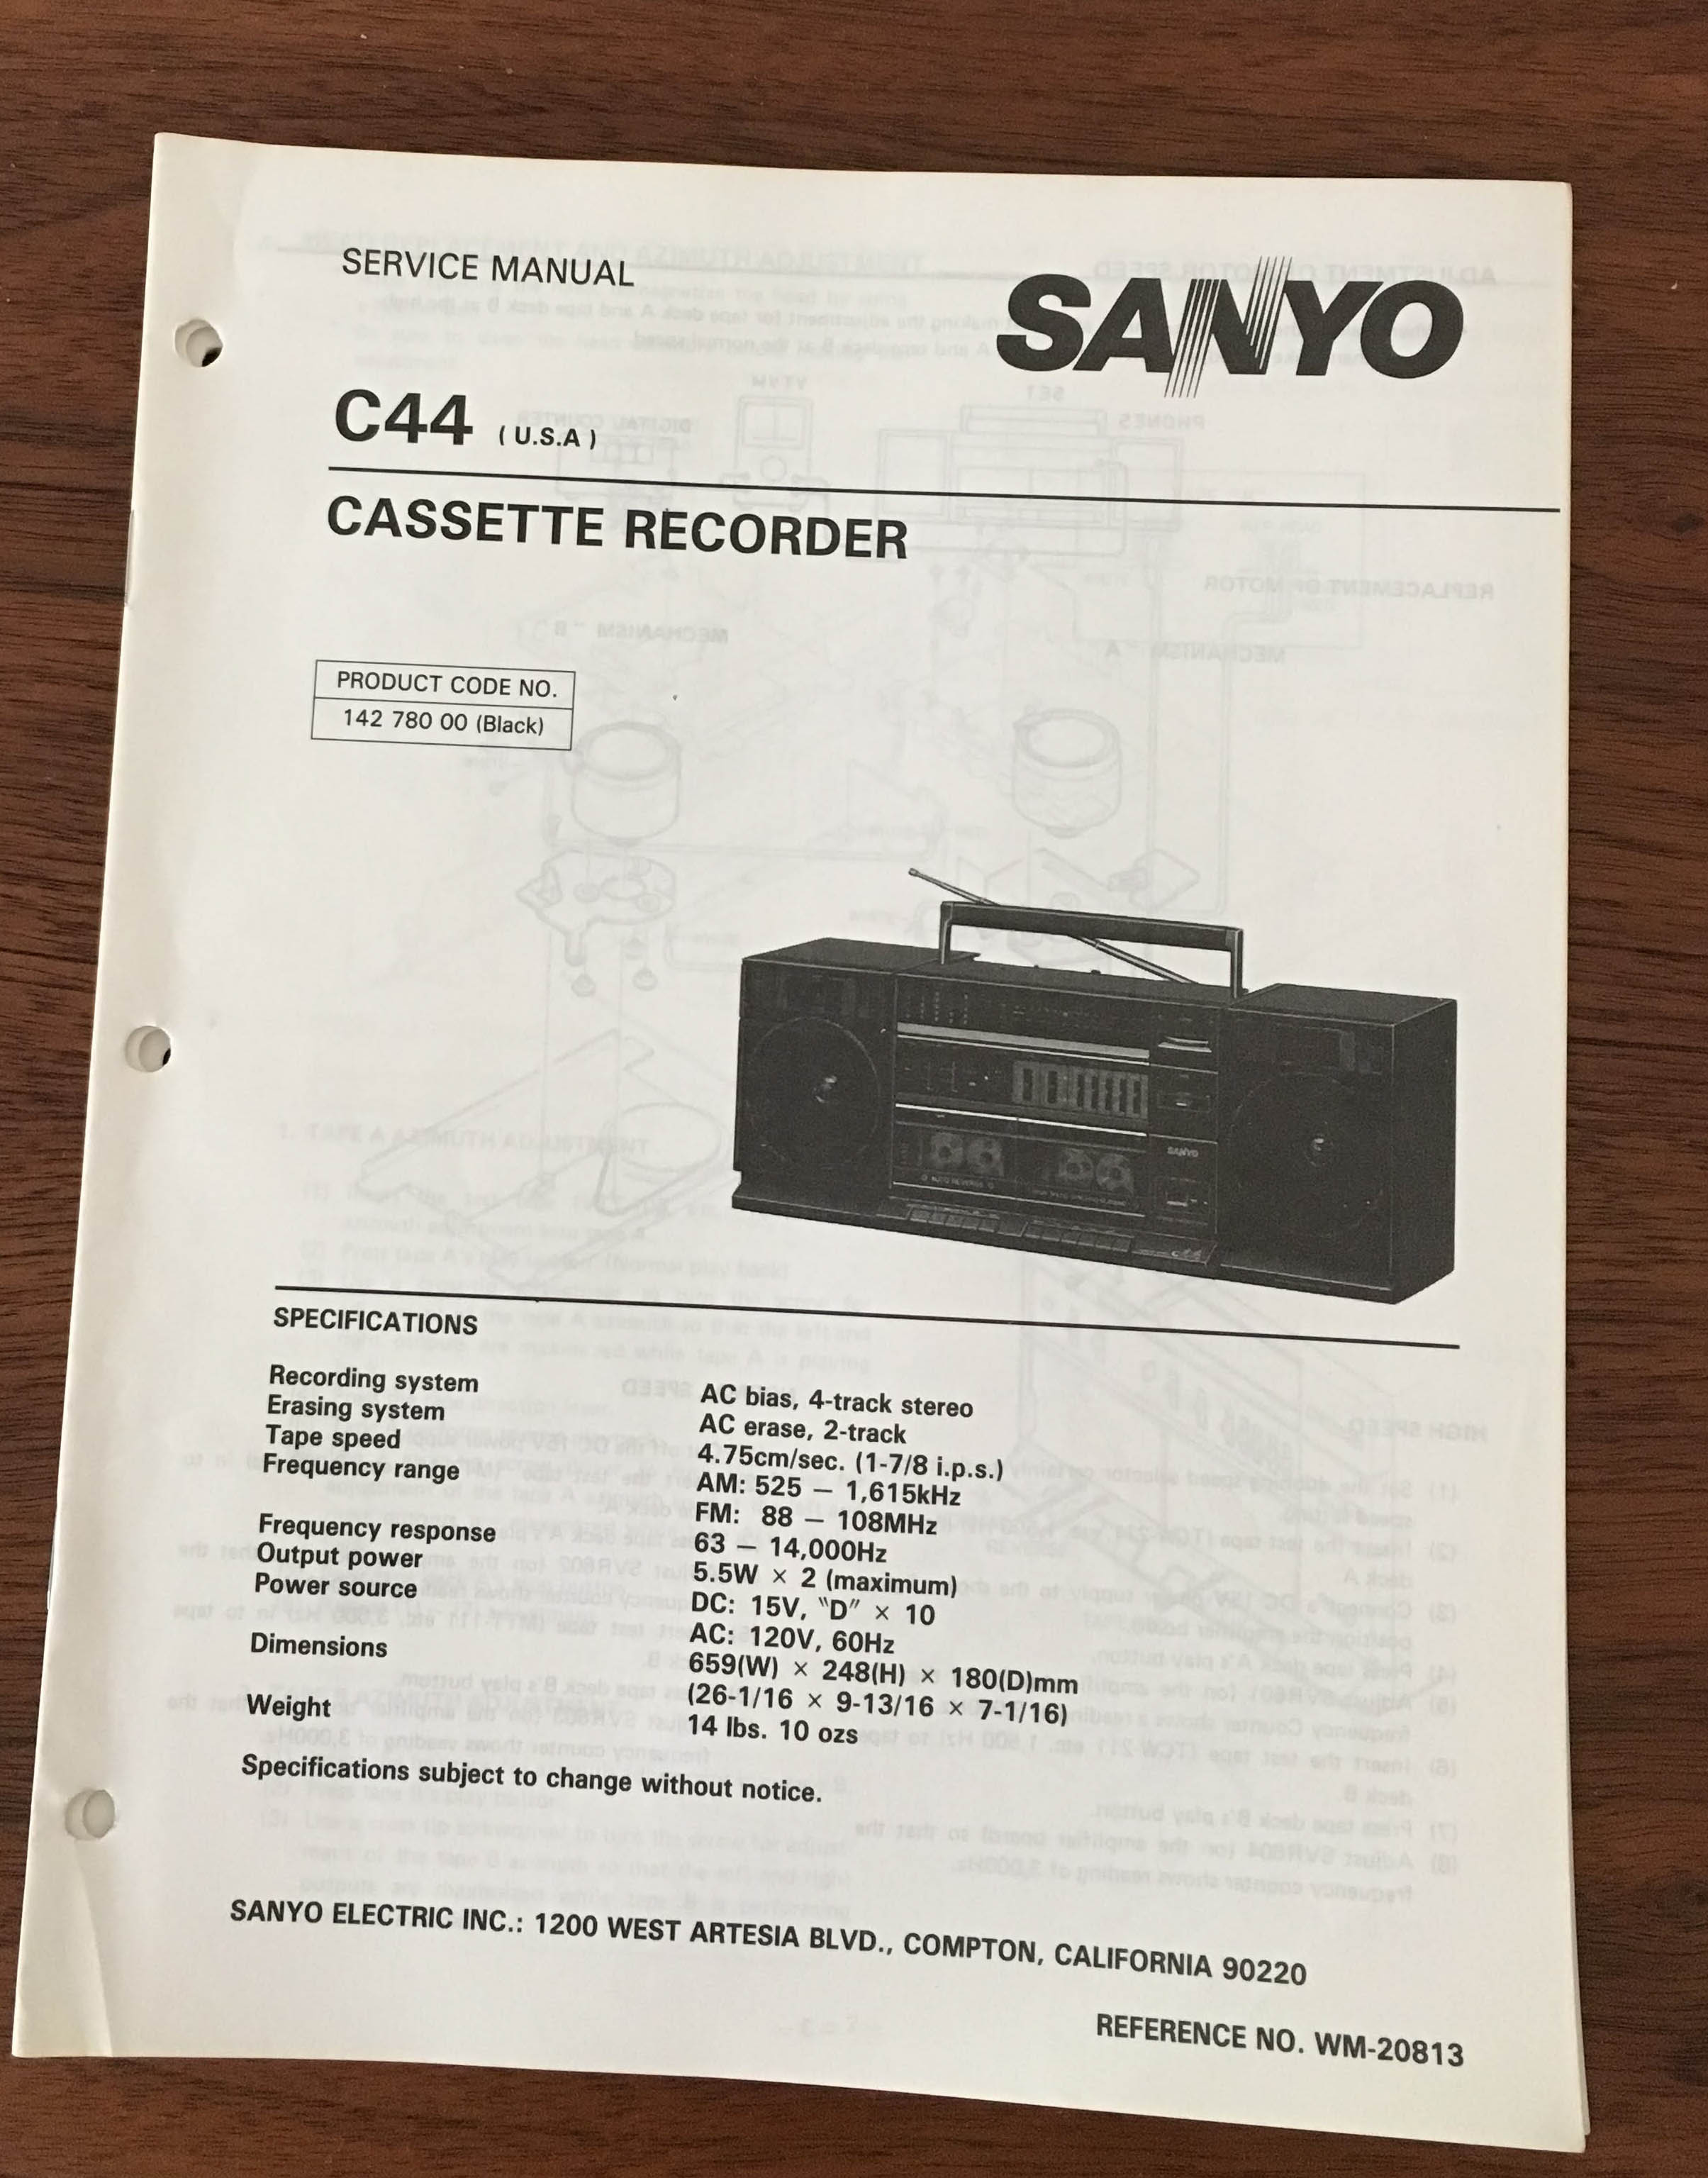 SERVICE MANUAL
SANYO
C44 ( U.S.A )
CASSETTE RECORDER
PRODUCT CODE NO.
142 780 00 (Black)
SANYO
SPECIFICATIONS
Recording system AC bias, 4-track stereo
Erasing system AC erase, 2-track
Tape speed 4.75cm/sec. (1-7/8 i.p.s.)
Frequency range AM: 525 – 1,615kHz
FM: 88 – 108MHz
Frequency response 63 – 14,000Hz
Output power 5.5W × 2 (maximum)
Power source DC: 15V, “D” × 10
AC: 120V, 60Hz
Dimensions 659(W) × 248(H) × 180(D)mm
(26-1/16 × 9-13/16 × 7-1/16)
Weight 14 lbs. 10 ozs
Specifications subject to change without notice.
SANYO ELECTRIC INC.: 1200 WEST ARTESIA BLVD., COMPTON, CALIFORNIA 90220
REFERENCE NO. WM-20813